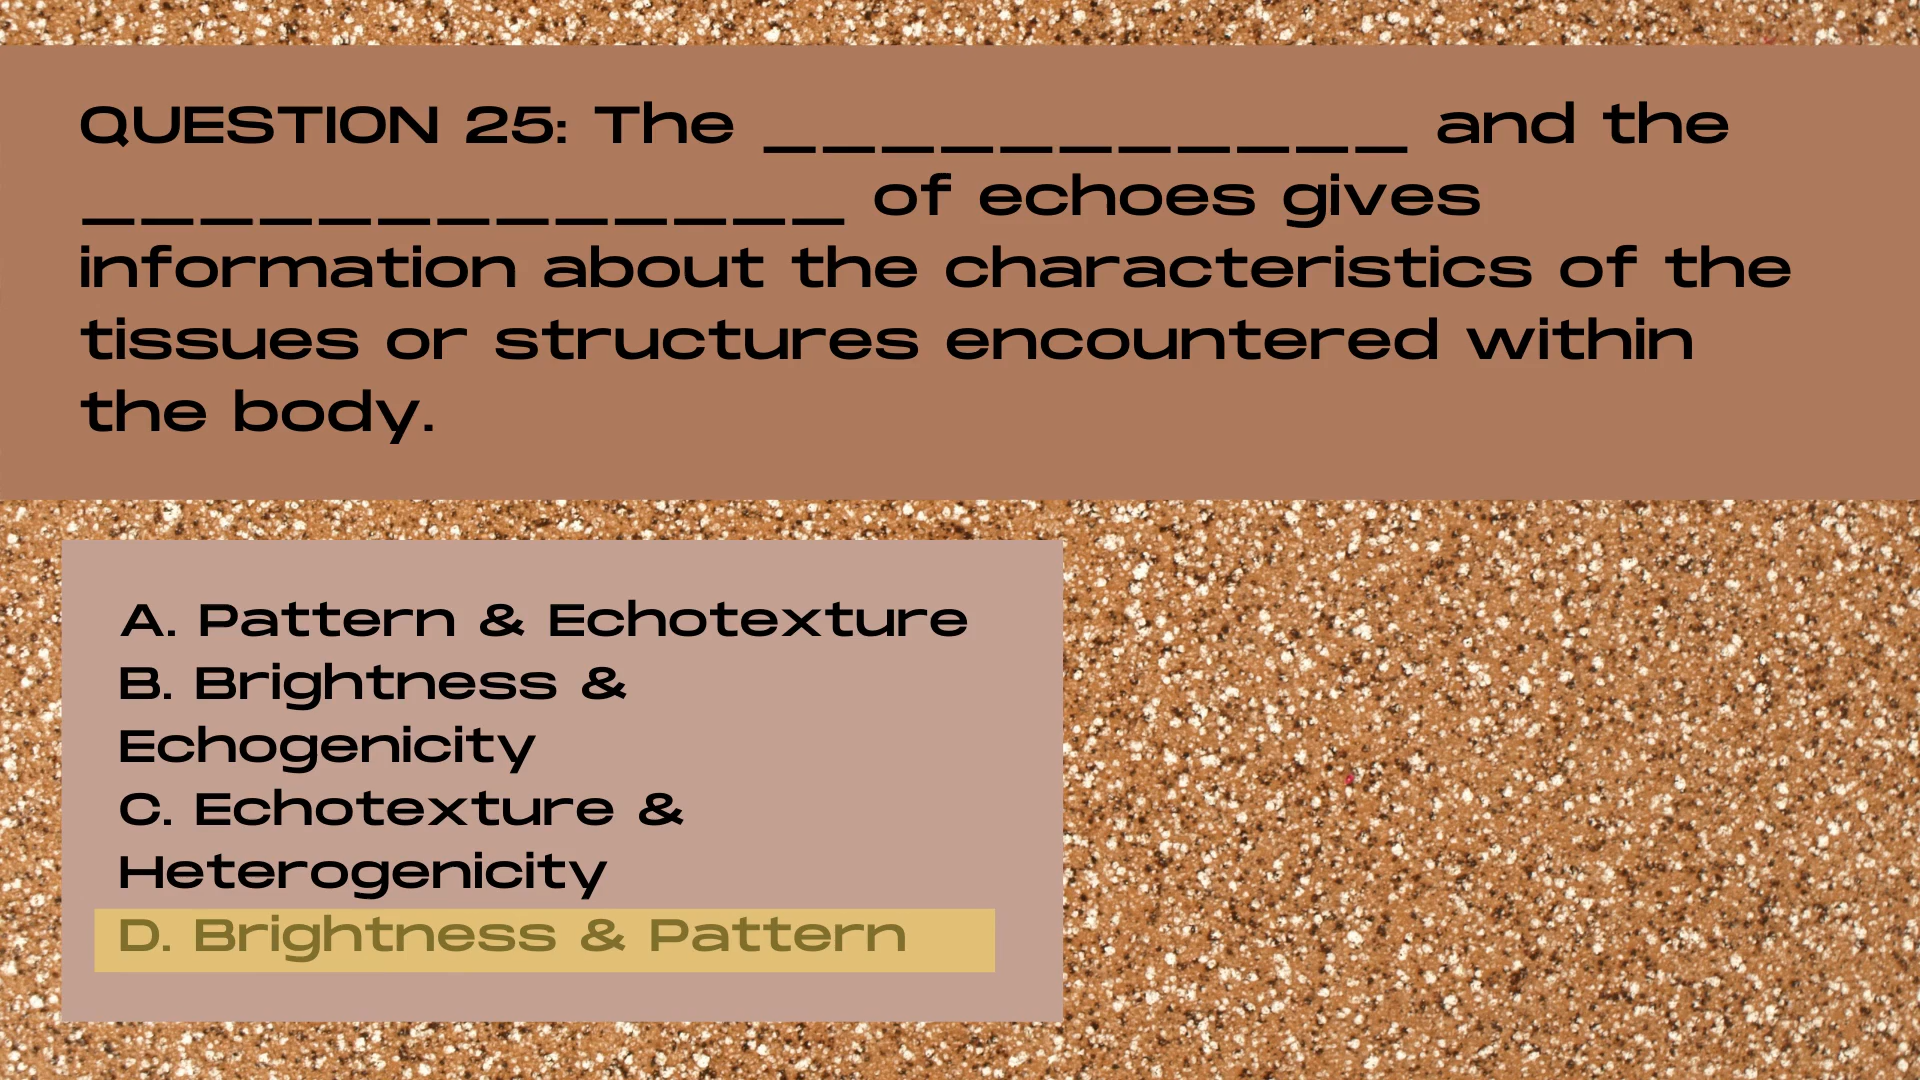 QUESTION 25: The ___________ and the
_____________ of echoes gives
information about the characteristics of the
tissues or structures encountered within
the body.
A. Pattern & Echotexture
B. Brightness &
Echogenicity
C. Echotexture &
Heterogenicity
D. Brightness & Pattern